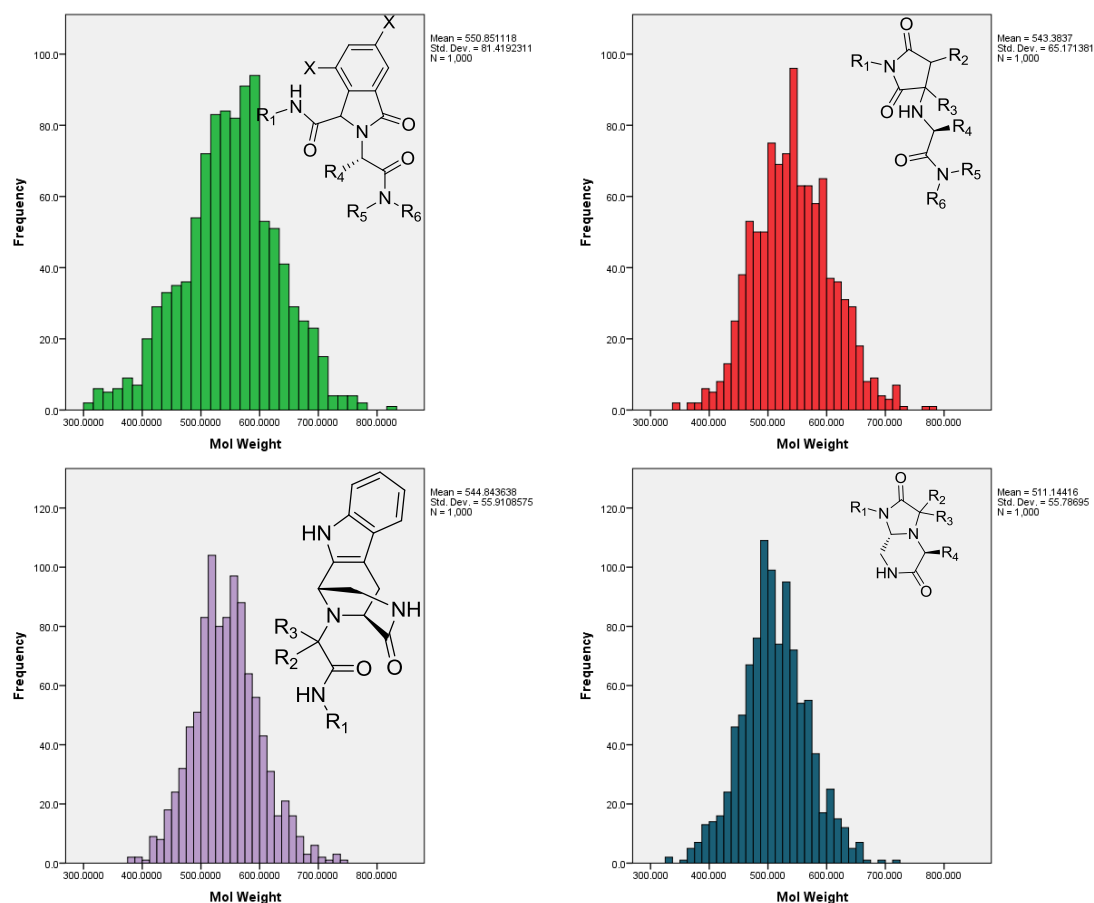 Mean = 550.851118
Std. Dev. = 81.4192311
N = 1,000
Frequency
100.0
80.0
60.0
40.0
20.0
0.0
300.0000 400.0000 500.0000 600.0000 700.0000 800.0000
Mol Weight
X
X
H
N
R1
O
N
O
R4
O
N
R5 R6
Mean = 543.3837
Std. Dev. = 65.171381
N = 1,000
Frequency
100.0
80.0
60.0
40.0
20.0
0.0
300.000 400.000 500.000 600.000 700.000 800.000
Mol Weight
O
R1 N R2
O R3
HN
R4
O
N R5
R6
Mean = 544.843638
Std. Dev. = 55.9108575
N = 1,000
Frequency
120.0
100.0
80.0
60.0
40.0
20.0
0.0
300.0000 400.0000 500.0000 600.0000 700.0000 800.0000
Mol Weight
HN
N NH
R3
R2
O O
HN
R1
Mean = 511.14416
Std. Dev. = 55.78695
N = 1,000
Frequency
120.0
100.0
80.0
60.0
40.0
20.0
0.0
300.000 400.000 500.000 600.000 700.000 800.000
Mol Weight
O
R2
R1 N R3
N
R4
HN
O